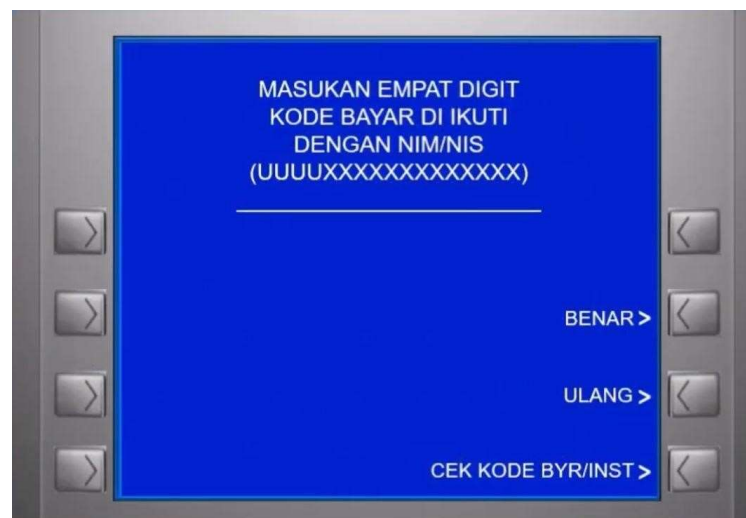 MASUKAN EMPAT DIGIT
KODE BAYAR DI IKUTI
DENGAN NIM/NIS
(UUUUXXXXXXXXXXXXX)
BENAR >
ULANG >
CEK KODE BYR/INST >